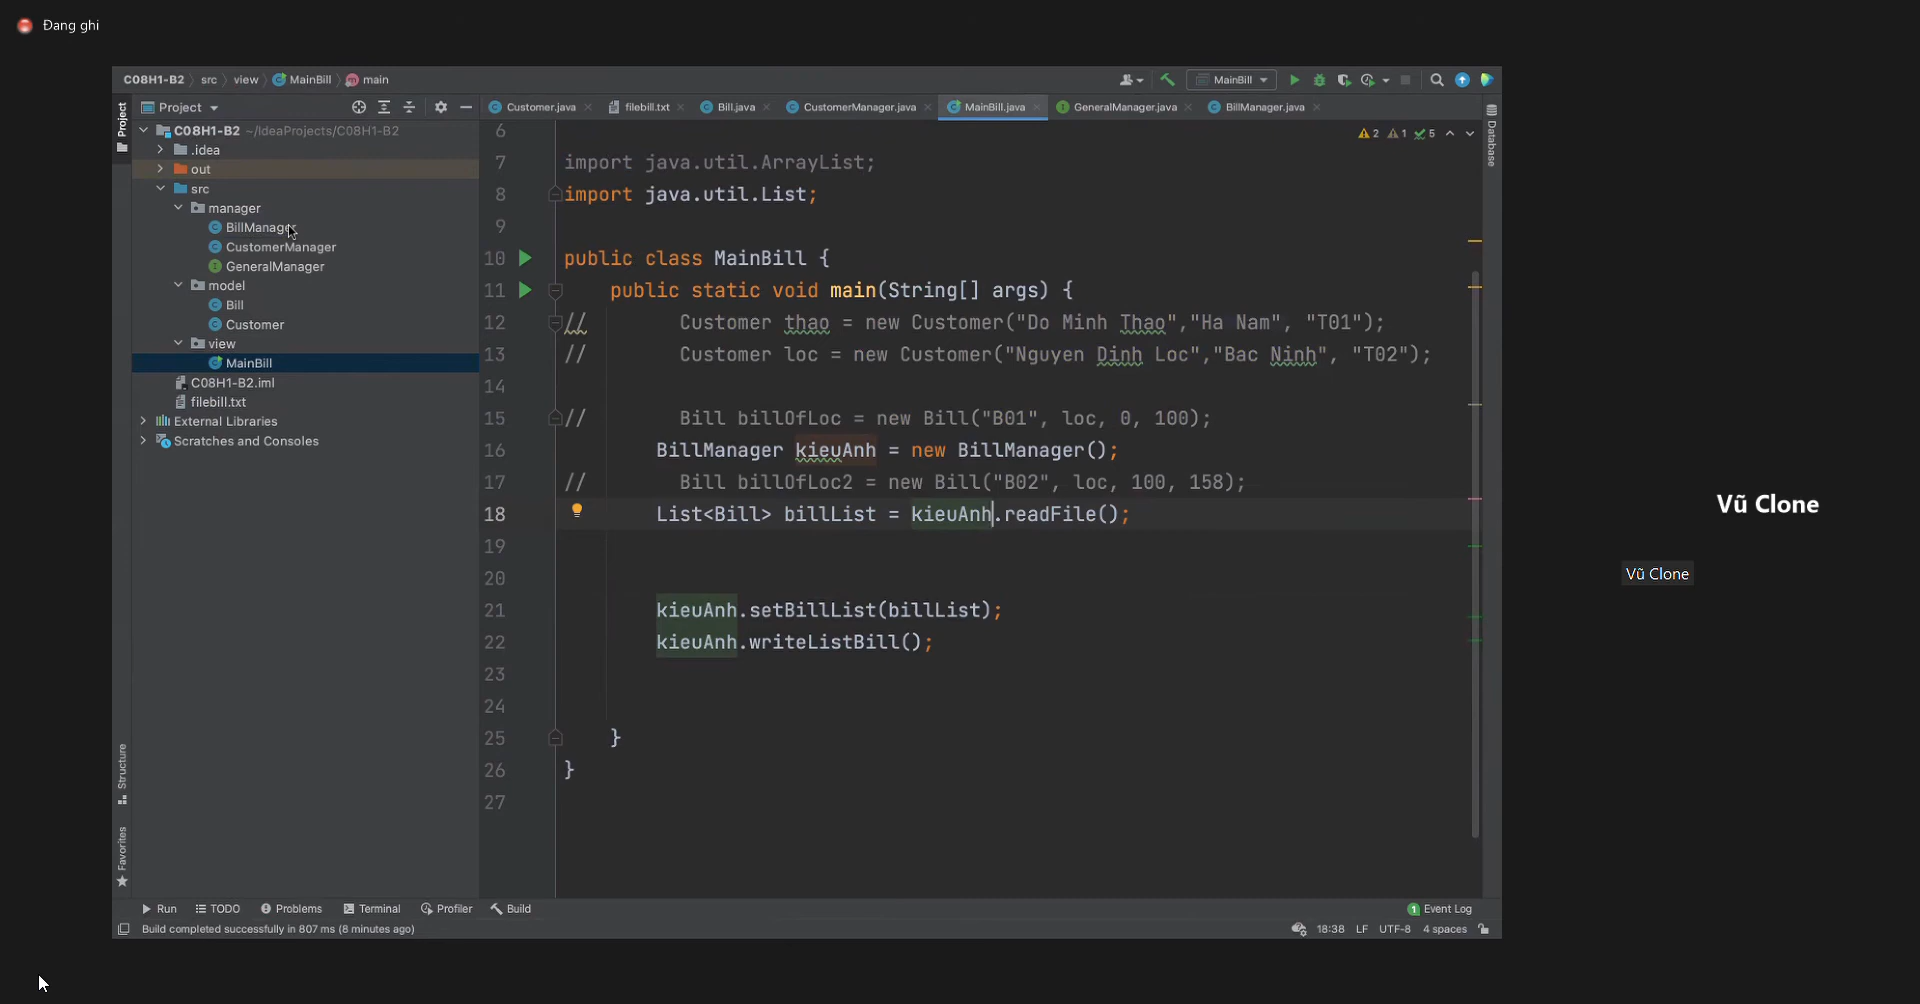 Đang ghi
C08H1-B2 src view MainBill main
MainBill
Project
Customer.java filebill.txt Bill.java CustomerManager.java MainBill.java GeneralManager.java BillManager.java
Project
Database
C08H1-B2 ~/IdeaProjects/C08H1-B2
.idea
out
src
manager
BillManager
CustomerManager
GeneralManager
model
Bill
Customer
view
MainBill
C08H1-B2.iml
filebill.txt
External Libraries
Scratches and Consoles
2 1 5
6
7 import java.util.ArrayList;
8 import java.util.List;
9
10 public class MainBill {
11 public static void main(String[] args) {
12 // Customer thao = new Customer("Do Minh Thao","Ha Nam", "T01");
13 // Customer loc = new Customer("Nguyen Dinh Loc","Bac Ninh", "T02");
14
15 // Bill billOfLoc = new Bill("B01", loc, 0, 100);
16 BillManager kieuAnh = new BillManager();
17 // Bill billOfLoc2 = new Bill("B02", loc, 100, 158);
18 List<Bill> billList = kieuAnh.readFile();
19
20
21 kieuAnh.setBillList(billList);
22 kieuAnh.writeListBill();
23
24
25 }
26 }
27
Vũ Clone
Vũ Clone
Structure
Favorites
Run TODO Problems Terminal Profiler Build
1 Event Log
Build completed successfully in 807 ms (8 minutes ago)
18:38 LF UTF-8 4 spaces